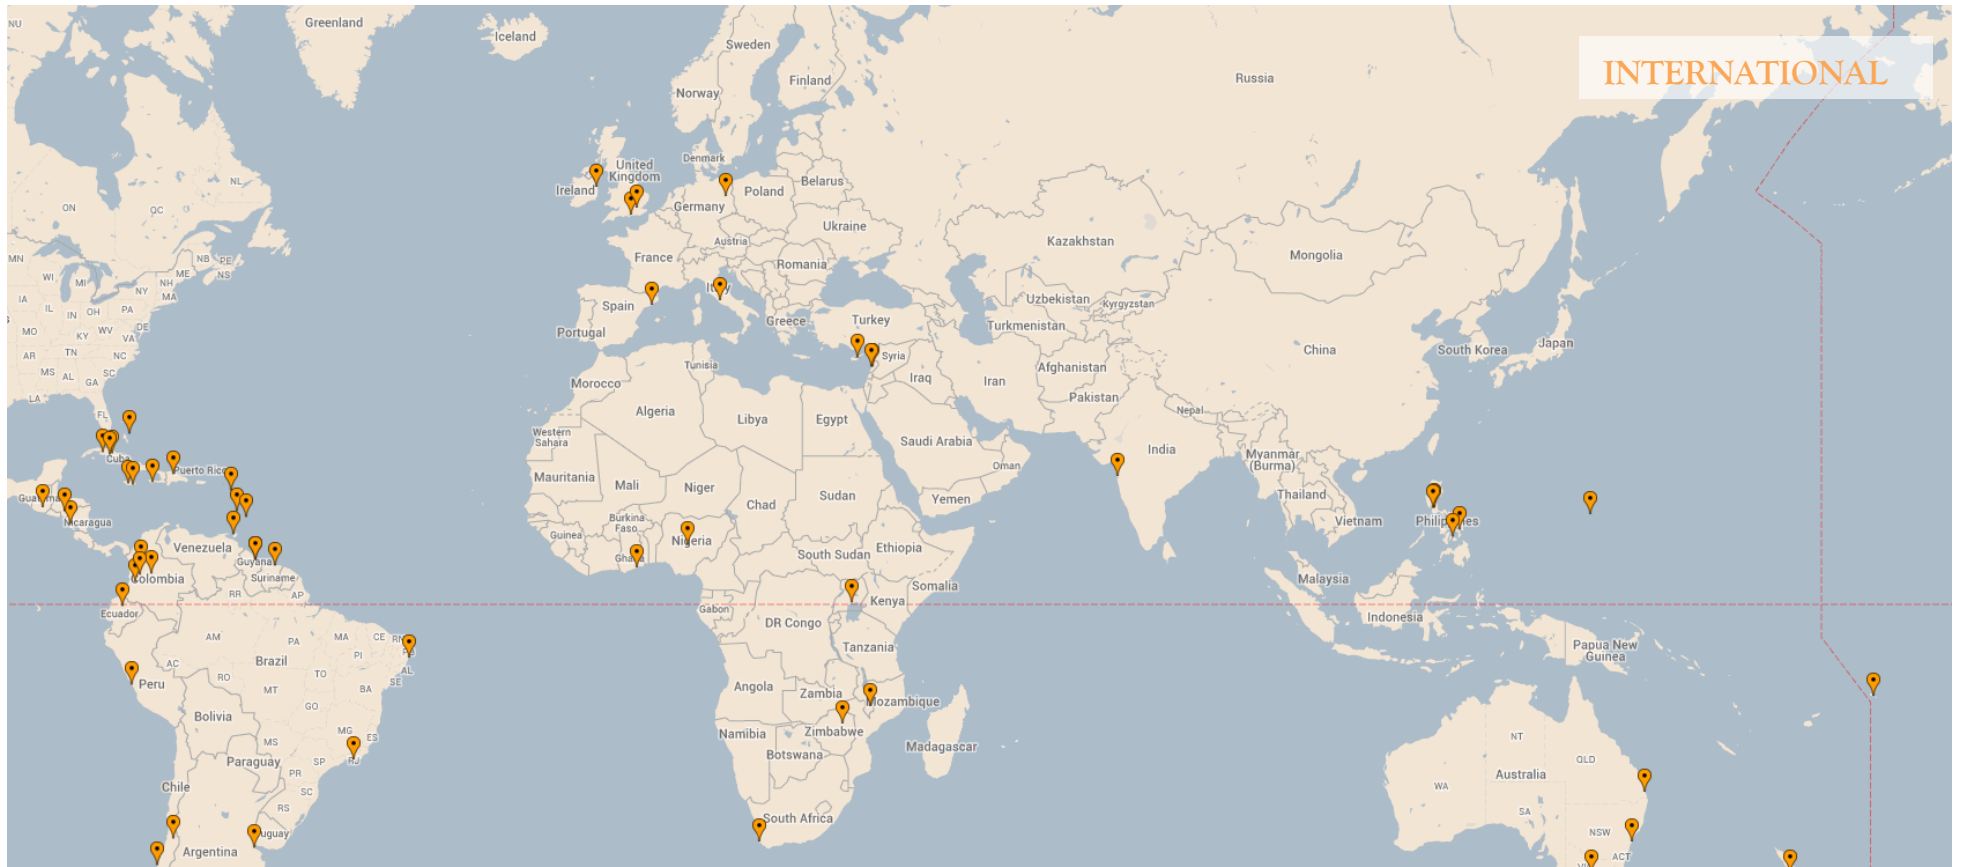 NU
Greenland
Iceland
Sweden
Finland
Norway
Russia
INTERNATIONAL
United
Kingdom
Denmark
Ireland
Belarus
Poland
Germany
NL
ON
QC
Ukraine
Austria
Kazakhstan
France
Romania
Mongolia
MN
NB
PE
WI
MI
ME
NS
NH
NY
MA
IA
Spain
Uzbekistan
Kyrgyzstan
IL
IN
OH
PA
Portugal
Greece
Turkey
Turkmenistan
MO
KY
WV
DE
VA
China
South Korea
Japan
AR
TN
NC
Syria
Tunisia
Afghanistan
MS
AL
SC
GA
Morocco
Iraq
Iran
LA
Pakistan
FL
Algeria
Libya
Egypt
Nepal
Western
Sahara
Saudi Arabia
India
Cuba
Myanmar
(Burma)
Puerto Rico
Mauritania
Mali
Niger
Oman
Chad
Sudan
Yemen
Thailand
Nicaragua
Burkina
Faso
Guinea
Nigeria
Vietnam
Philippines
Venezuela
Ghana
South Sudan
Ethiopia
Guyana
Colombia
Suriname
Somalia
Malaysia
RR
AP
Kenya
Ecuador
Gabon
Indonesia
DR Congo
AM
PA
MA
CE
RN
Tanzania
Papua New
Guinea
AC
Brazil
PI
PB
AL
Peru
RO
TO
SE
MT
BA
Angola
Zambia
Mozambique
GO
Bolivia
MG
ES
Namibia
Zimbabwe
NT
MS
Madagascar
Botswana
QLD
Paraguay
SP
RJ
PR
Australia
Chile
WA
SC
RS
South Africa
SA
NSW
Argentina
ACT